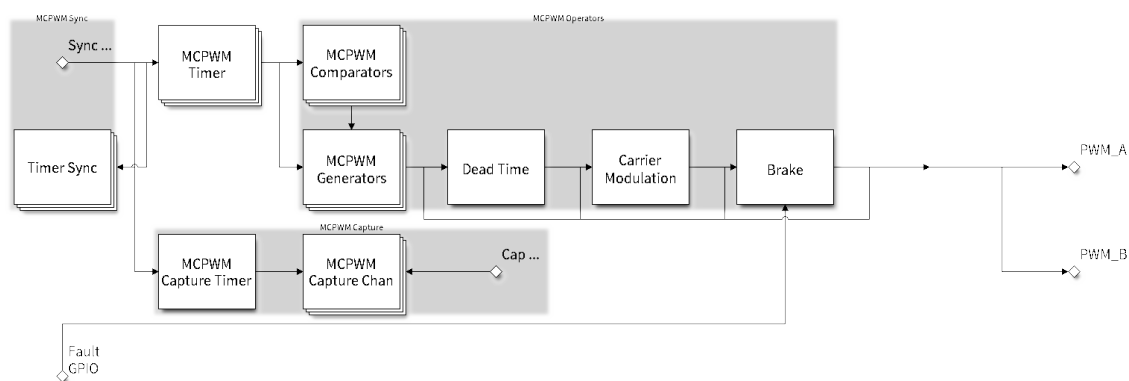 MCPWM Sync
MCPWM Operators
Sync ...
MCPWM
Timer
MCPWM
Comparators
Timer Sync
MCPWM
Generators
Dead Time
Carrier
Modulation
Brake
PWM_A
MCPWM Capture
MCPWM
Capture Timer
MCPWM
Capture Chan
Cap ...
PWM_B
Fault
GPIO